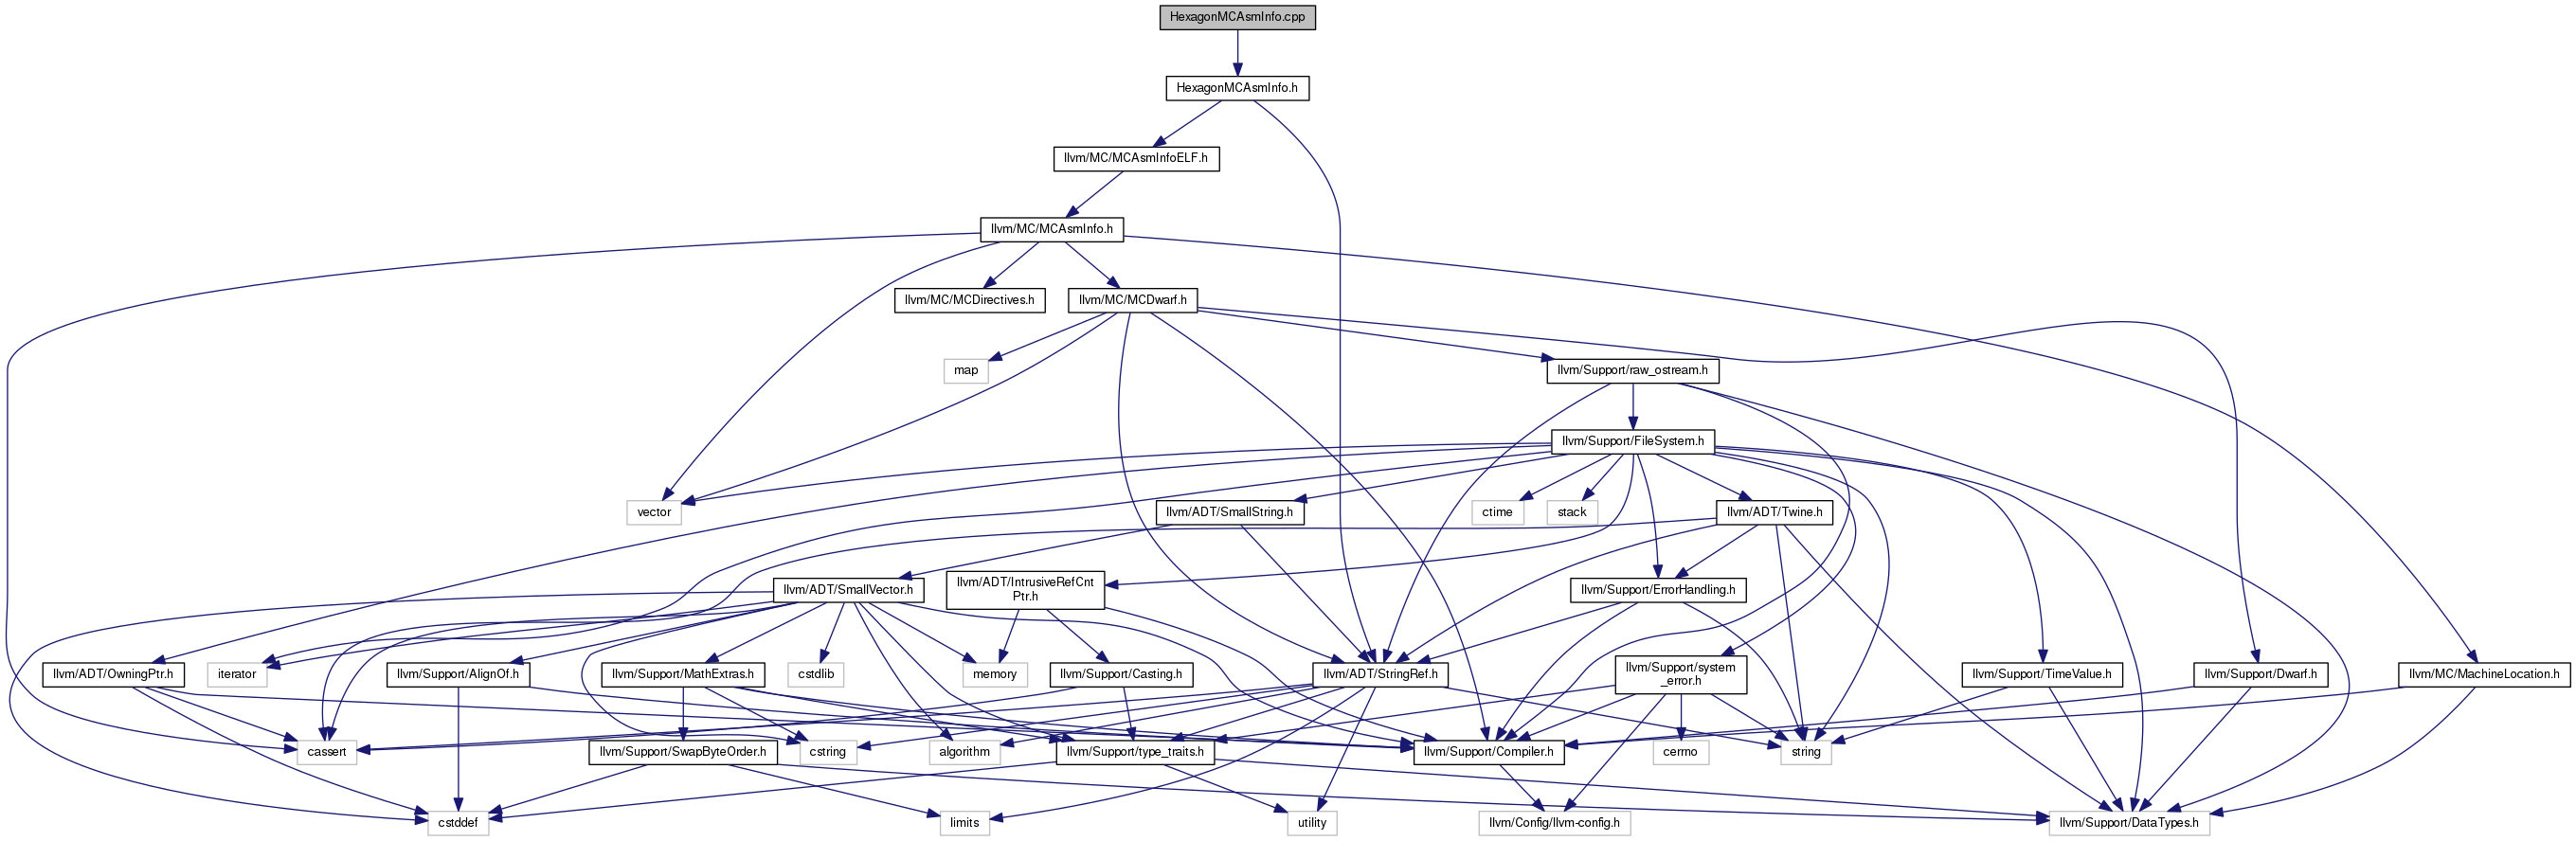 HexagonMCAsmInfo.cpp
HexagonMCAsmInfo.h
llvm/MC/MCAsmInfoELF.h
llvm/MC/MCAsmInfo.h
llvm/MC/MCDirectives.h
llvm/MC/MCDwarf.h
map
llvm/Support/raw_ostream.h
llvm/Support/FileSystem.h
vector
llvm/ADT/SmallString.h
ctime
stack
llvm/ADT/Twine.h
llvm/ADT/SmallVector.h
llvm/ADT/IntrusiveRefCnt
Ptr.h
llvm/Support/ErrorHandling.h
llvm/ADT/OwningPtr.h
iterator
llvm/Support/AlignOf.h
llvm/Support/MathExtras.h
cstdlib
memory
llvm/Support/Casting.h
llvm/ADT/StringRef.h
llvm/Support/system
_error.h
llvm/Support/TimeValue.h
llvm/Support/Dwarf.h
llvm/MC/MachineLocation.h
cassert
llvm/Support/SwapByteOrder.h
cstring
algorithm
llvm/Support/type_traits.h
llvm/Support/Compiler.h
cerrno
string
cstddef
limits
utility
llvm/Config/llvm-config.h
llvm/Support/DataTypes.h